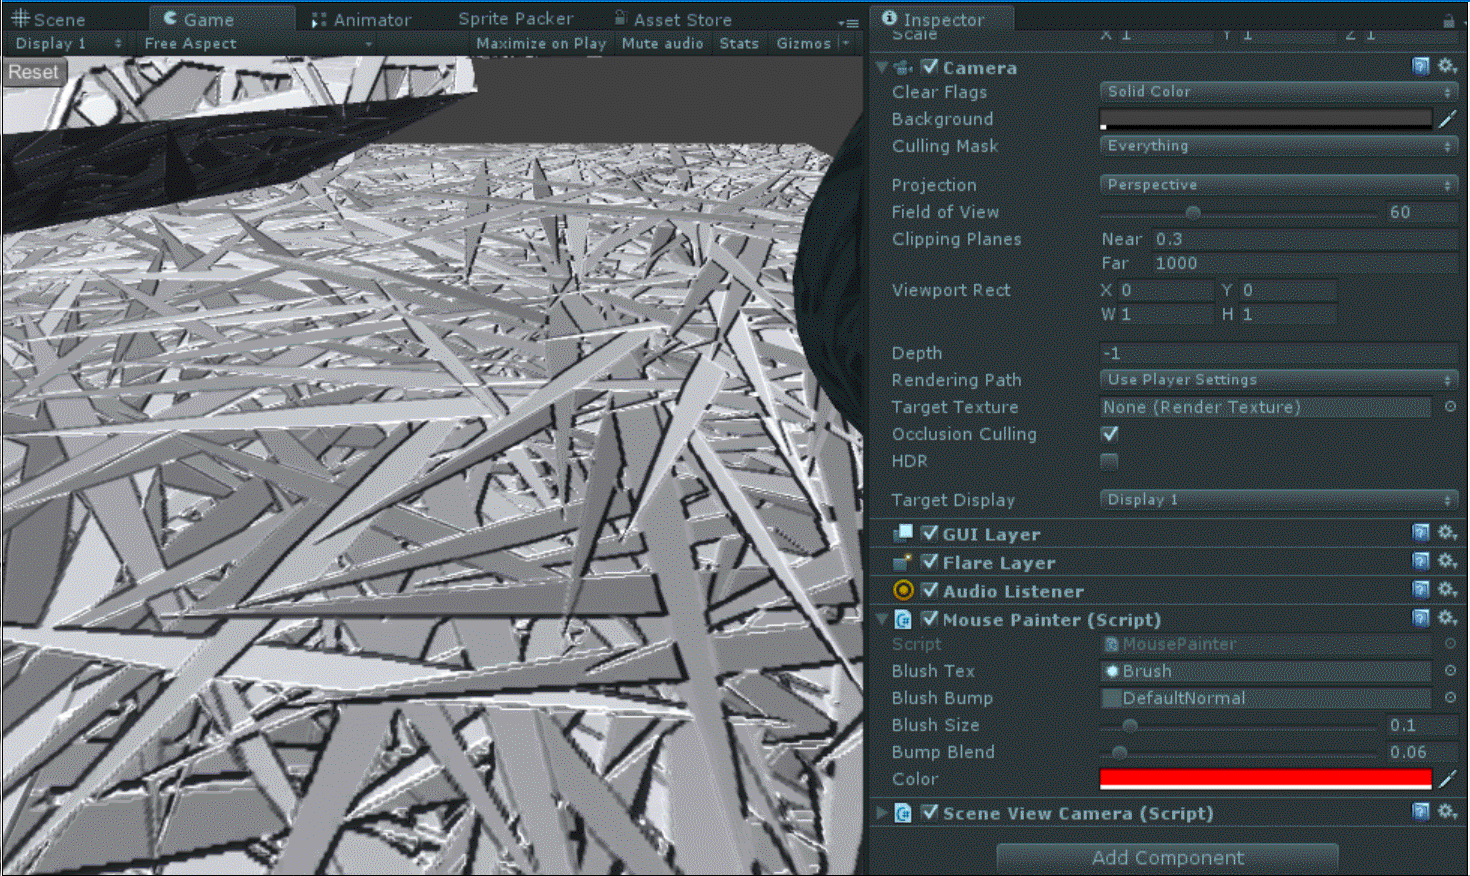 Scene Game Animator Sprite Packer Asset Store
Display 1 Free Aspect Maximize on Play Mute audio Stats Gizmos
Reset
Inspector
Scale X 1 Y 1 Z 1
Camera
Clear Flags Solid Color
Background
Culling Mask Everything
Projection Perspective
Field of View 60
Clipping Planes Near 0.3
Far 1000
Viewport Rect X 0 Y 0
W 1 H 1
Depth -1
Rendering Path Use Player Settings
Target Texture None (Render Texture)
Occlusion Culling
HDR
Target Display Display 1
GUI Layer
Flare Layer
Audio Listener
Mouse Painter (Script)
Script MousePainter
Blush Tex Brush
Blush Bump DefaultNormal
Blush Size 0.1
Bump Blend 0.06
Color
Scene View Camera (Script)
Add Component